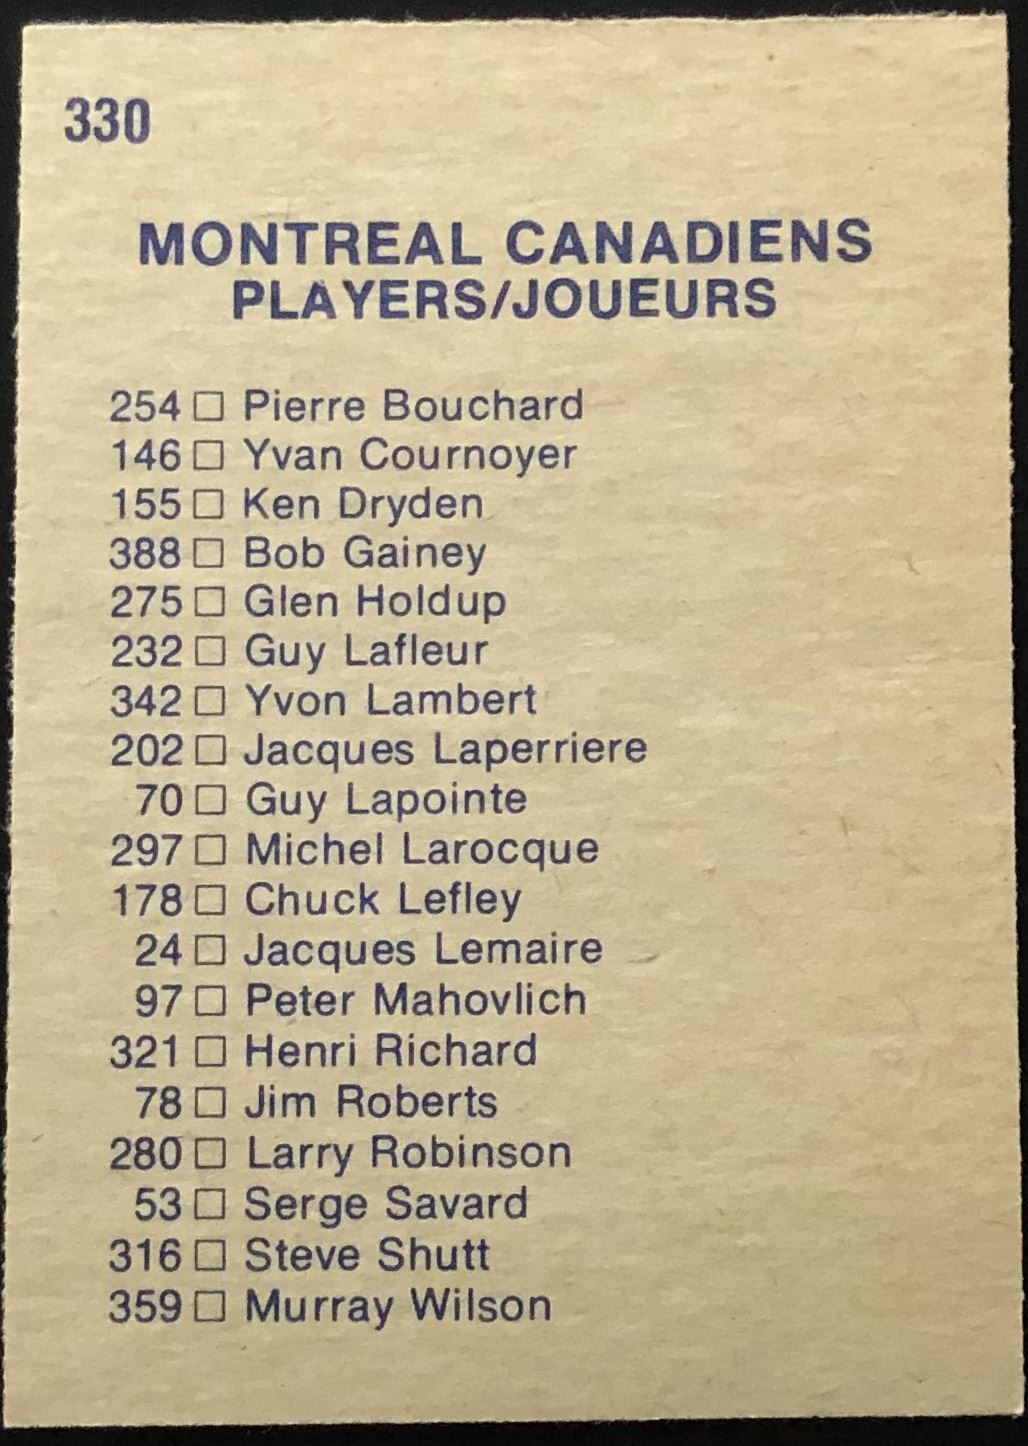 330
MONTREAL CANADIENS
PLAYERS/JOUEURS
254 □ Pierre Bouchard
146 □ Yvan Cournoyer
155 □ Ken Dryden
388 □ Bob Gainey
275 □ Glen Holdup
232 □ Guy Lafleur
342 □ Yvon Lambert
202 □ Jacques Laperriere
70 □ Guy Lapointe
297 □ Michel Larocque
178 □ Chuck Lefley
24 □ Jacques Lemaire
97 □ Peter Mahovlich
321 □ Henri Richard
78 □ Jim Roberts
280 □ Larry Robinson
53 □ Serge Savard
316 □ Steve Shutt
359 □ Murray Wilson